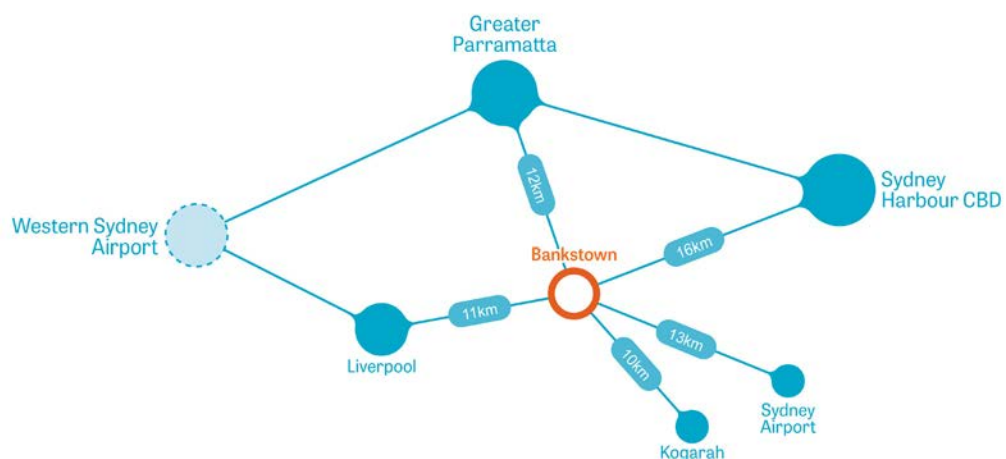 Greater
Parramatta
12km
Sydney
Harbour CBD
16km
Western Sydney
Airport
Bankstown
11km
13km
Liverpool
10km
Sydney
Airport
Kogarah